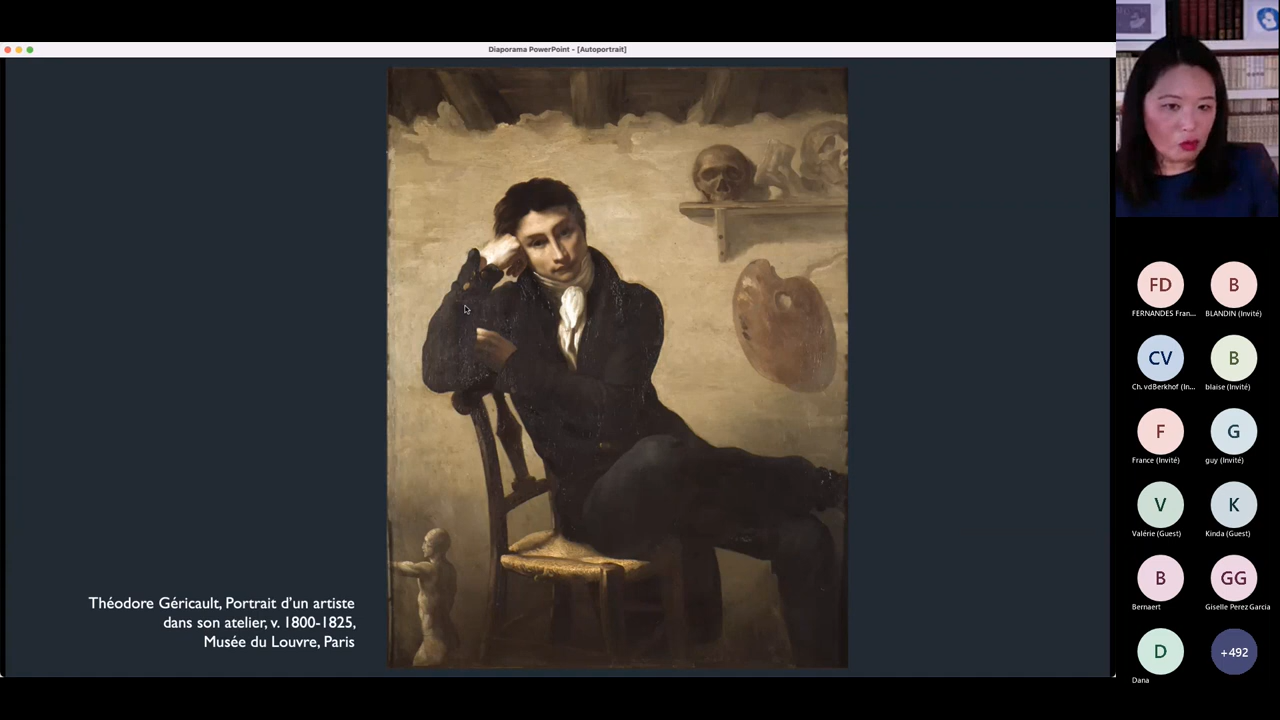 Diaporama PowerPoint - [Autoportrait]
Théodore Géricault, Portrait d'un artiste
dans son atelier, v. 1800-1825,
Musée du Louvre, Paris
FD
B
FERNANDES Fran...
BLANDIN (Invité)
CV
B
Ch. vdBerkhof (In...
blaise (Invité)
F
G
France (Invité)
guy (Invité)
V
K
Valérie (Guest)
Kinda (Guest)
B
GG
Bernaert
Giselle Perez Garcia
D
+492
Dana